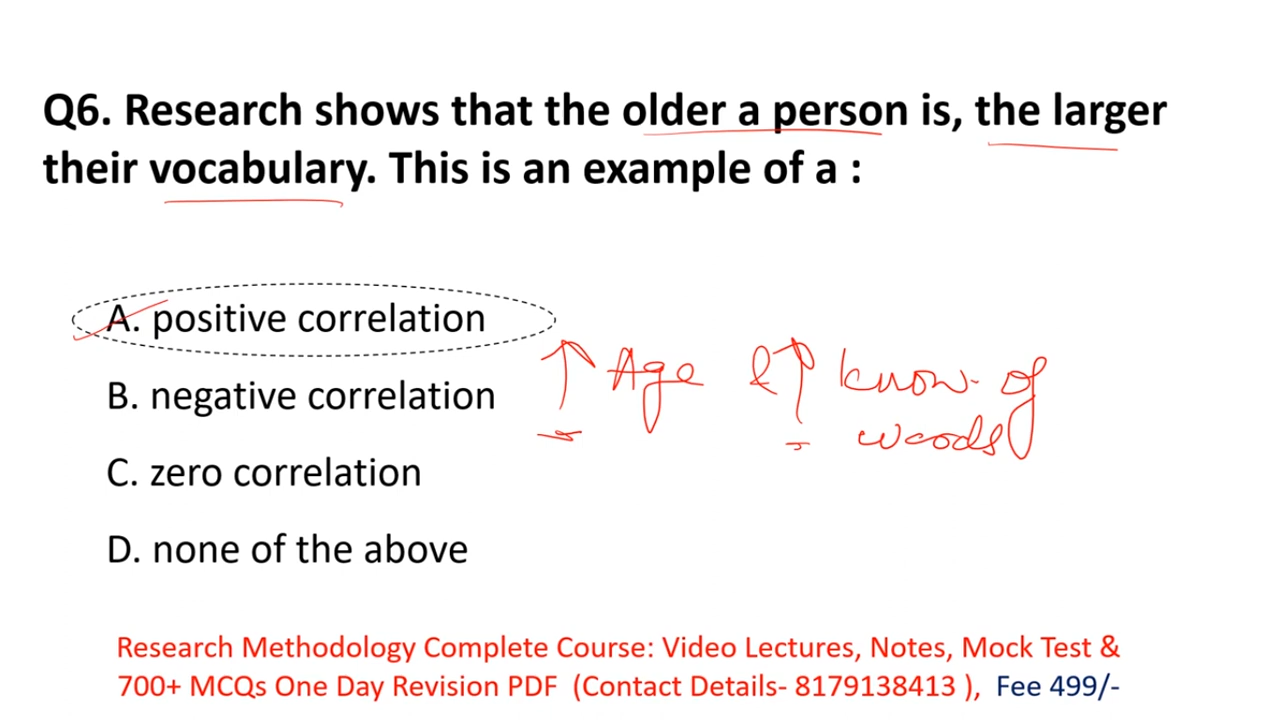 Q6. Research shows that the older a person is, the larger
their vocabulary. This is an example of a :
A. positive correlation
B. negative correlation
C. zero correlation
D. none of the above
↑ Age & ↑ know. of
words
Research Methodology Complete Course: Video Lectures, Notes, Mock Test &
700+ MCQs One Day Revision PDF (Contact Details- 8179138413 ), Fee 499/-